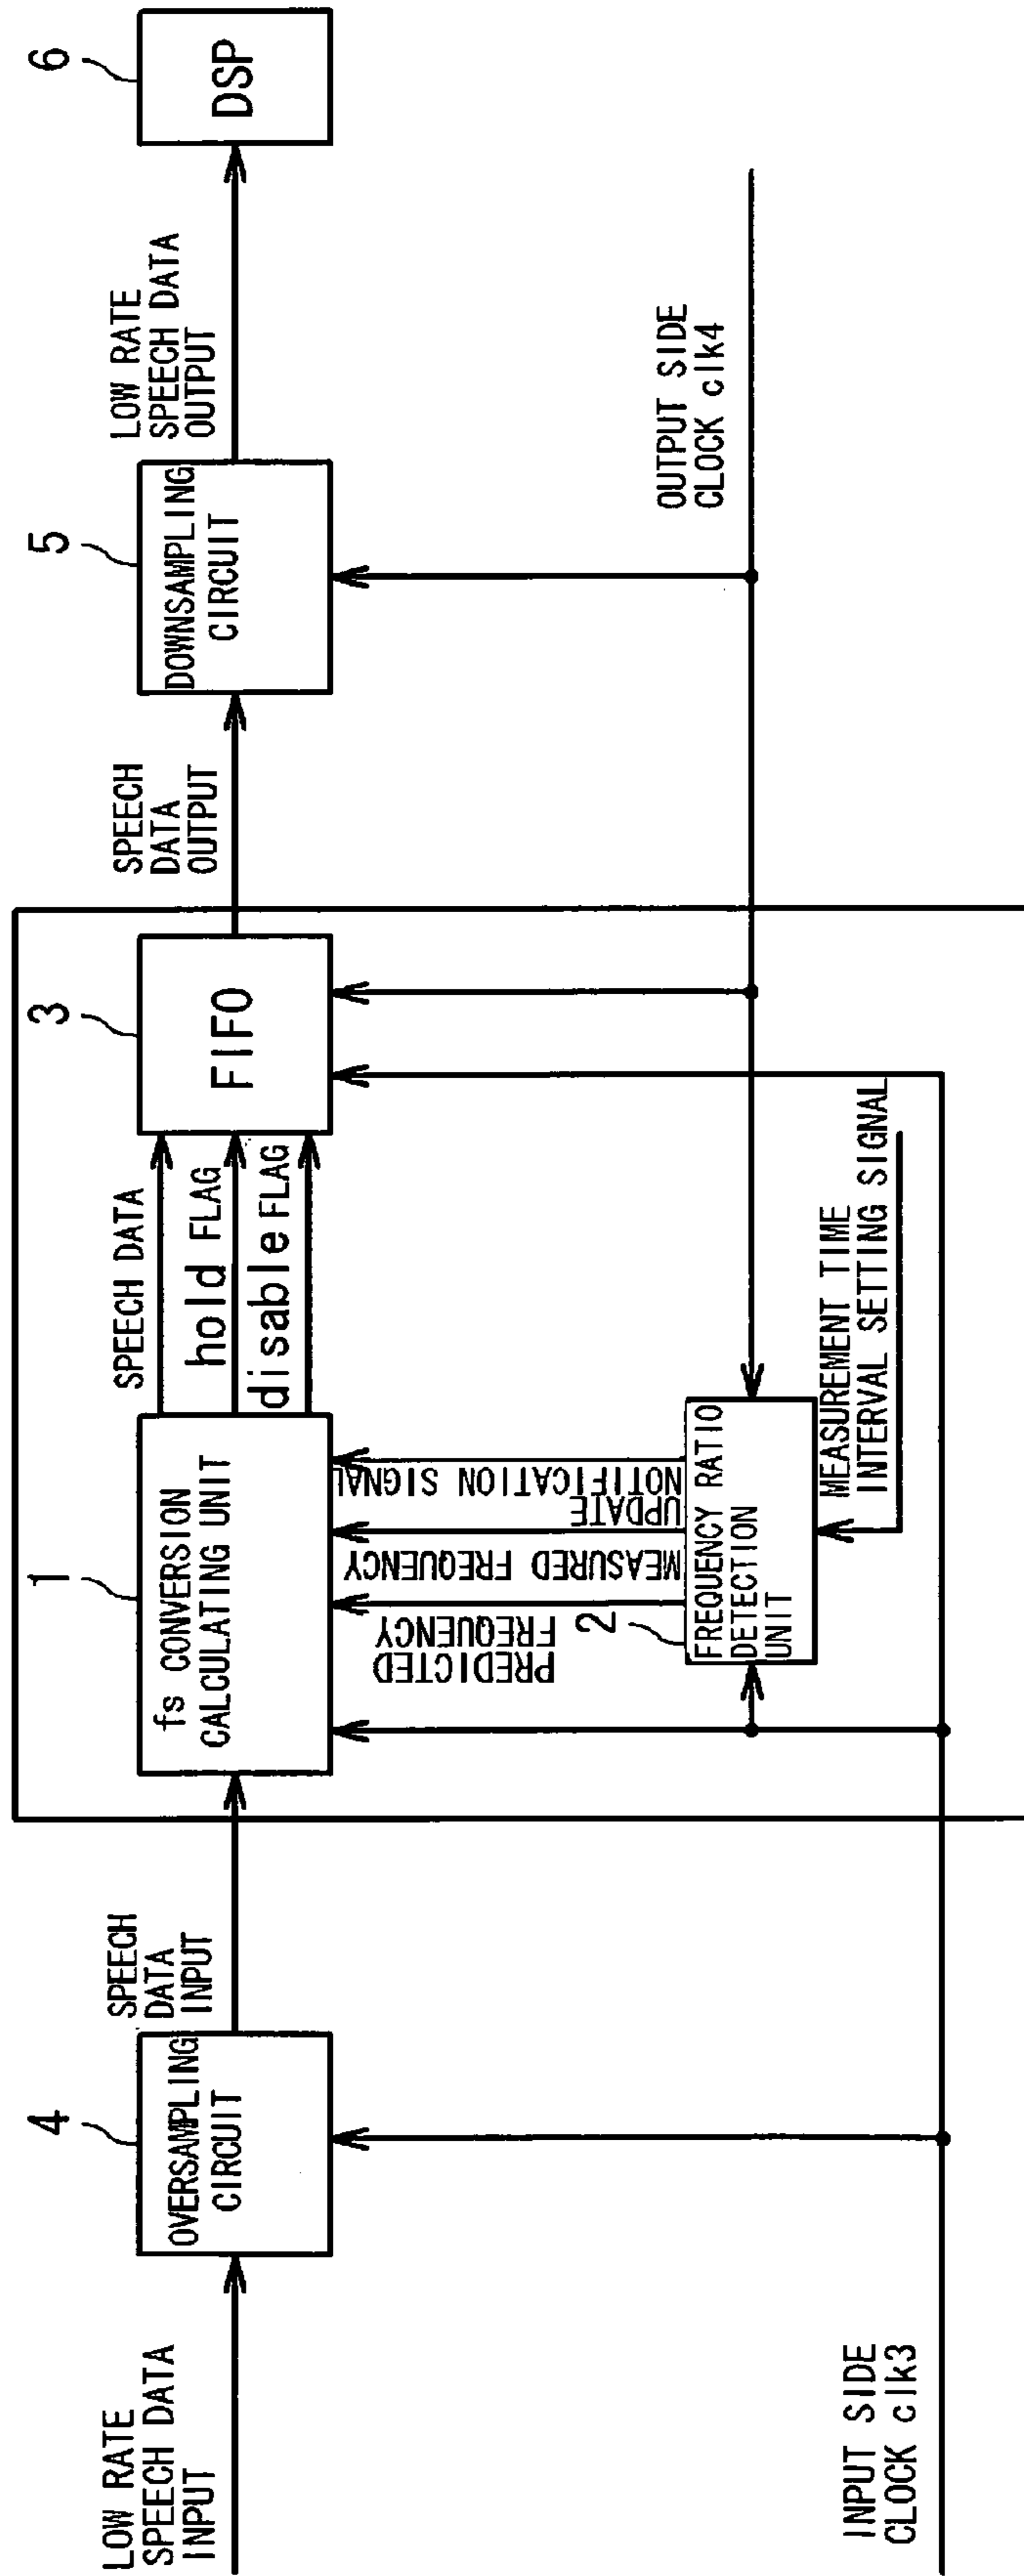 LOW RATE
SPEECH DATA
INPUT
4
OVERSAMPLING
CIRCUIT
SPEECH
DATA
INPUT
1
fs CONVERSION
CALCULATING UNIT
SPEECH DATA
hold FLAG
disable FLAG
3
FIFO
SPEECH
DATA
OUTPUT
5
DOWNSAMPLING
CIRCUIT
LOW RATE
SPEECH DATA
OUTPUT
6
DSP
PREDICTED
FREQUENCY
MEASURED FREQUENCY
UPDATE
NOTIFICATION SIGNAL
2
FREQUENCY RATIO
DETECTION
UNIT
MEASUREMENT TIME
INTERVAL SETTING SIGNAL
OUTPUT SIDE
CLOCK clk4
INPUT SIDE
CLOCK clk3